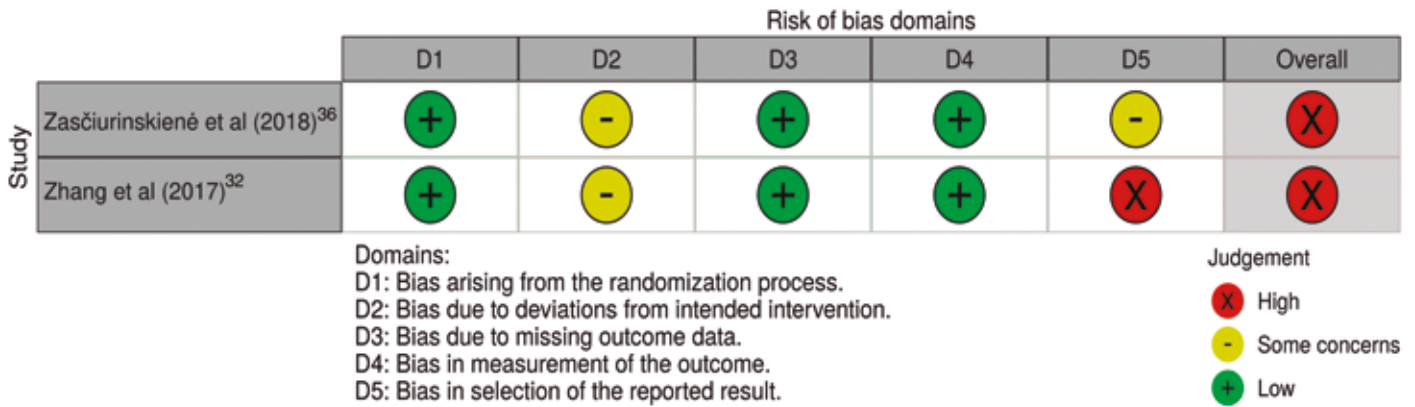 Risk of bias domains
D1 D2 D3 D4 D5 Overall
Study
Zasčiurinskienė et al (2018)36 + - + + - X
Zhang et al (2017)32 + - + + X X
Domains:
D1: Bias arising from the randomization process.
D2: Bias due to deviations from intended intervention.
D3: Bias due to missing outcome data.
D4: Bias in measurement of the outcome.
D5: Bias in selection of the reported result.
Judgement
X High
- Some concerns
+ Low